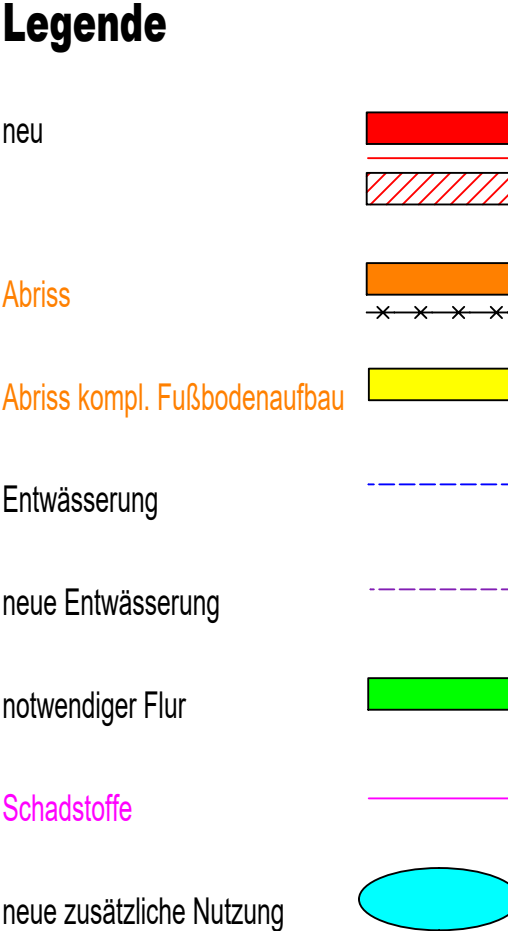 Legende
neu
Abriss
Abriss kompl. Fußbodenaufbau
Entwässerung
neue Entwässerung
notwendiger Flur
Schadstoffe
neue zusätzliche Nutzung